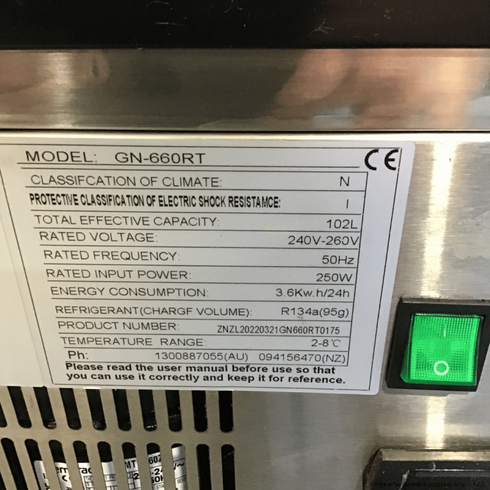 MODEL: GN-660RT CE
CLASSIFCATION OF CLIMATE: N
PROTECTIVE CLASSIFICATION OF ELECTRIC SHOCK RESISTAMCE: I
TOTAL EFFECTIVE CAPACITY: 102L
RATED VOLTAGE: 240V-260V
RATED FREQUENCY: 50Hz
RATED INPUT POWER: 250W
ENERGY CONSUMPTION: 3.6Kw.h/24h
REFRIGERANT(CHARGF VOLUME): R134a(95g)
PRODUCT NUMBER: ZNZL20220321GN660RT0175
TEMPERATURE RANGE: 2-8℃
Ph: 1300887055(AU) 094156470(NZ)
Please read the user manual before use so that
you can use it correctly and keep it for reference.